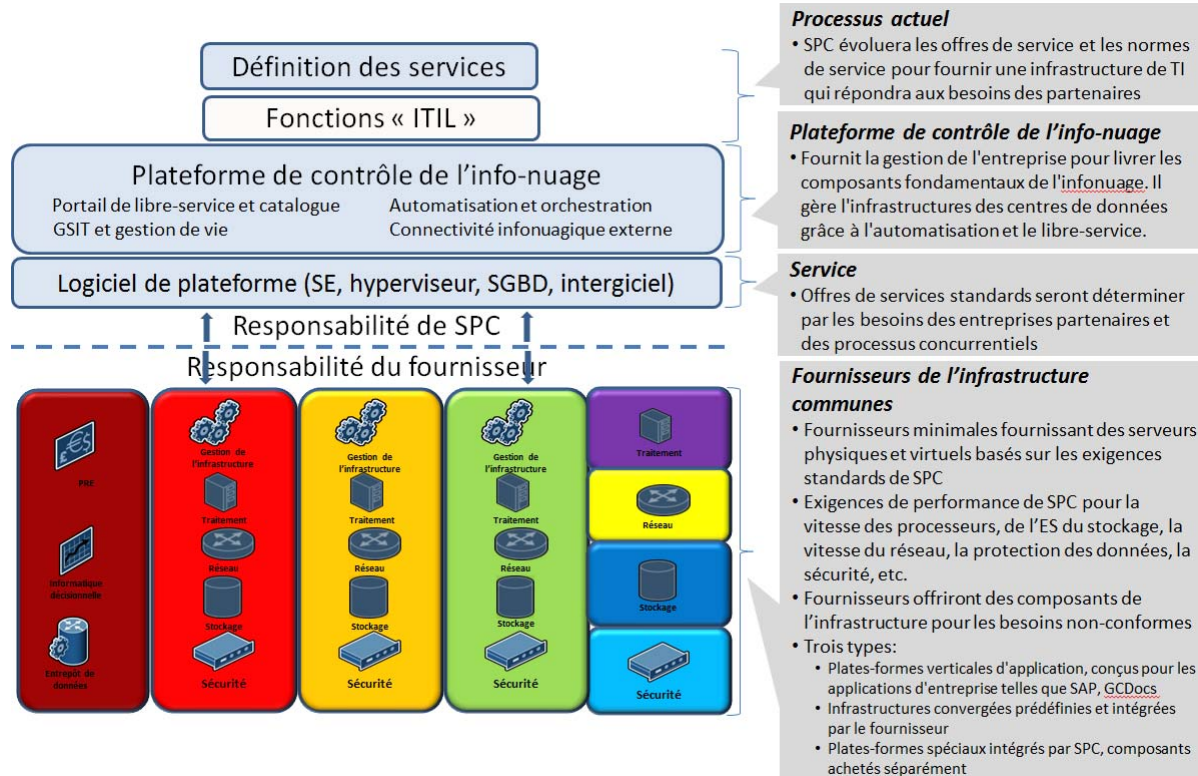 Définition des services
Fonctions « ITIL »
Plateforme de contrôle de l’info-nuage
Portail de libre-service et catalogue
Automatisation et orchestration
GSIT et gestion de vie
Connectivité infonuagique externe
Logiciel de plateforme (SE, hyperviseur, SGBD, intergiciel)
Responsabilité de SPC
Responsabilité du fournisseur
PRE
Informatique
décisionnelle
Entrepôt de
données
Gestion de
l’infrastructure
Traitement
Réseau
Stockage
Sécurité
Gestion de
l’infrastructure
Traitement
Réseau
Stockage
Sécurité
Gestion de
l’infrastructure
Traitement
Réseau
Stockage
Sécurité
Traitement
Réseau
Stockage
Sécurité
Processus actuel
• SPC évoluera les offres de service et les normes
de service pour fournir une infrastructure de TI
qui répondra aux besoins des partenaires
Plateforme de contrôle de l’info-nuage
• Fournit la gestion de l'entreprise pour livrer les
composants fondamentaux de l'infonuage. Il
gère l'infrastructures des centres de données
grâce à l'automatisation et le libre-service.
Service
• Offres de services standards seront déterminer
par les besoins des entreprises partenaires et
des processus concurrentiels
Fournisseurs de l’infrastructure
communes
• Fournisseurs minimales fournissant des serveurs
physiques et virtuels basés sur les exigences
standards de SPC
• Exigences de performance de SPC pour la
vitesse des processeurs, de l’ES du stockage, la
vitesse du réseau, la protection des données, la
sécurité, etc.
• Fournisseurs offriront des composants de
l’infrastructure pour les besoins non-conformes
• Trois types:
• Plates-formes verticales d'application, conçus pour les
applications d'entreprise telles que SAP, GCDocs
• Infrastructures convergées prédéfinies et intégrées
par le fournisseur
• Plates-formes spéciaux intégrés par SPC, composants
achetés séparément